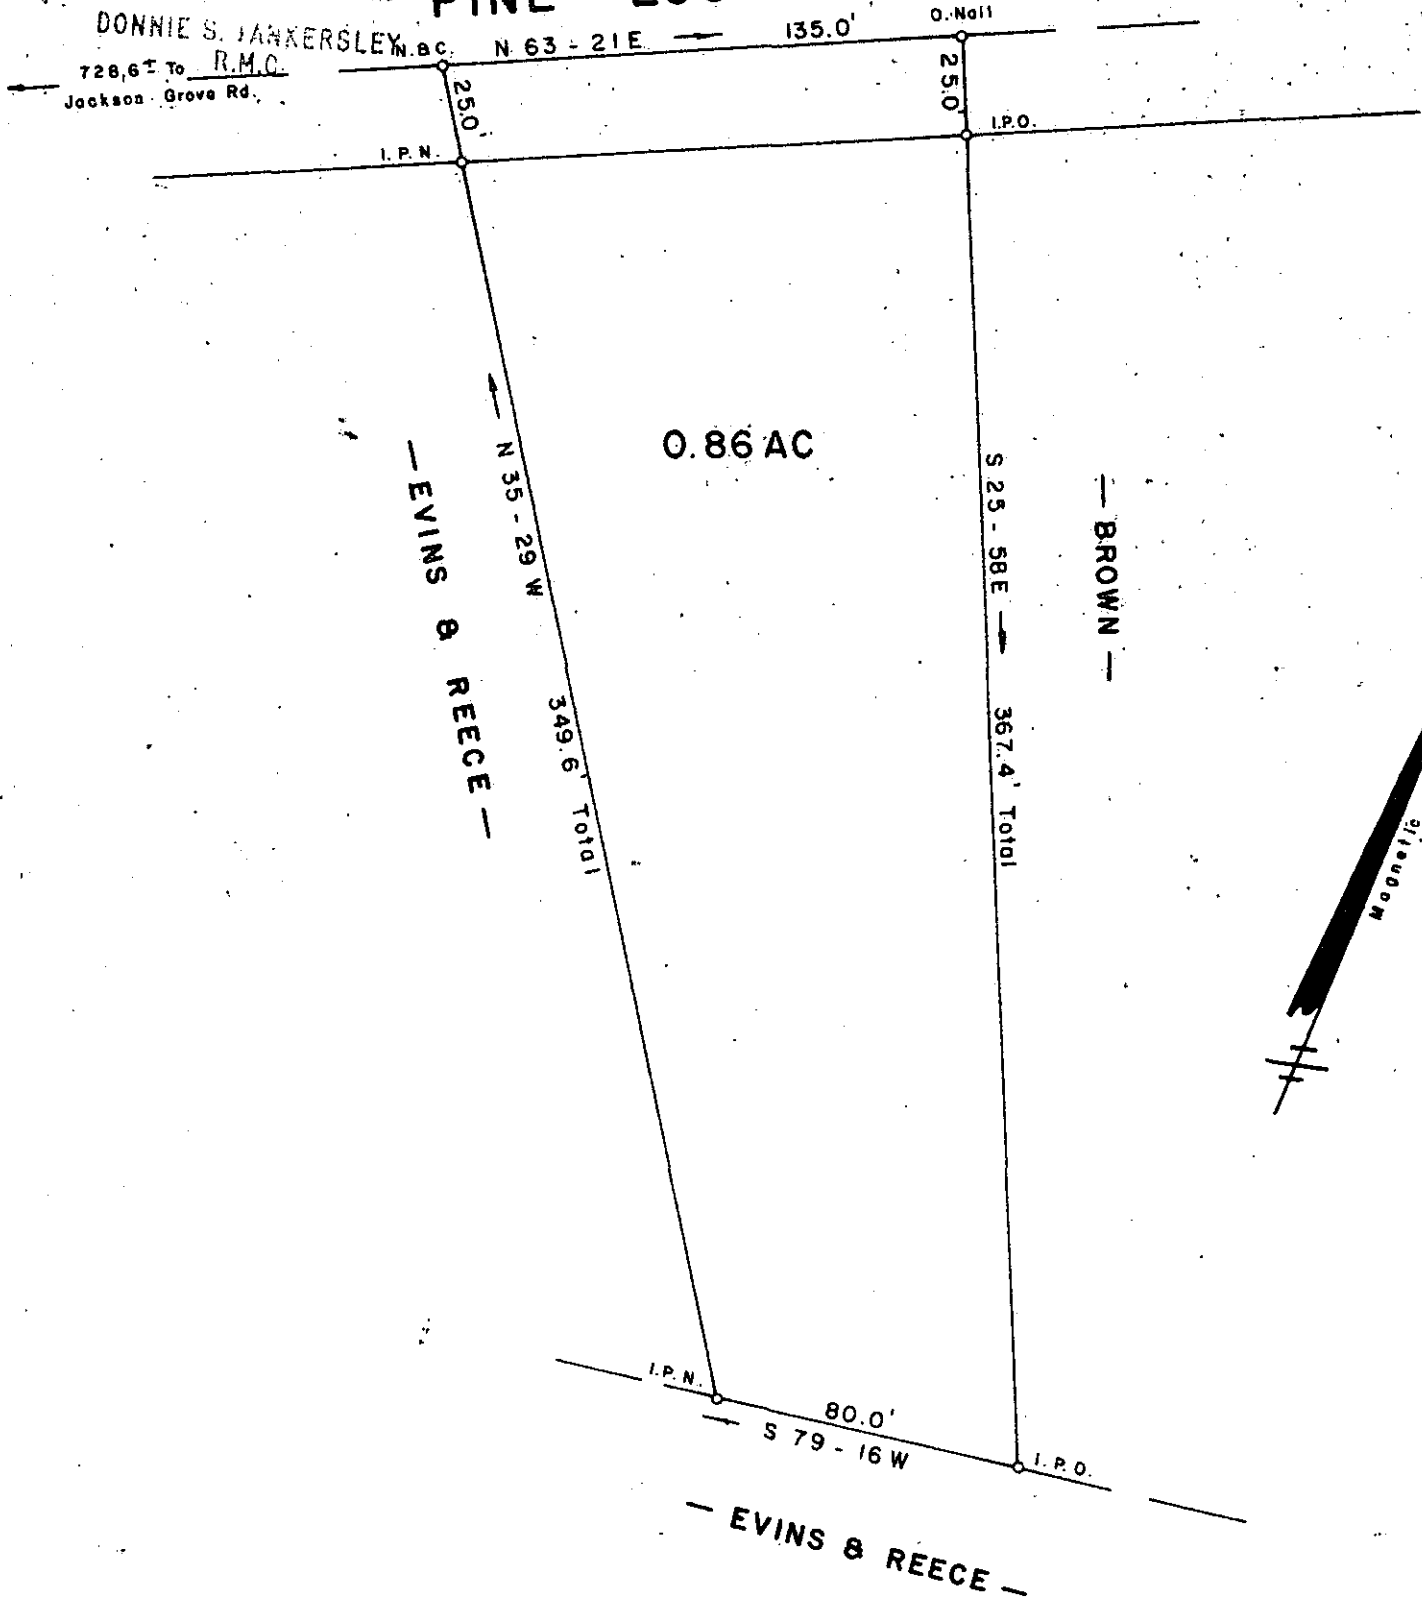 PINE
DONNIE S. TANKERSLEY
R.M.C.
N.B.C. N 63 - 21 E 135.0' O. Nail
728.6± To
Jackson Grove Rd.
25.0'
25.0'
I.P.N.
I.P.O.
0.86 AC
N 35 - 29 W 349.6' Total
— EVINS & REECE —
S 25 - 58 E 367.4' Total
— BROWN —
Magnetic
I.P.N.
80.0'
S 79 - 16 W
I.P.O.
— EVINS & REECE —